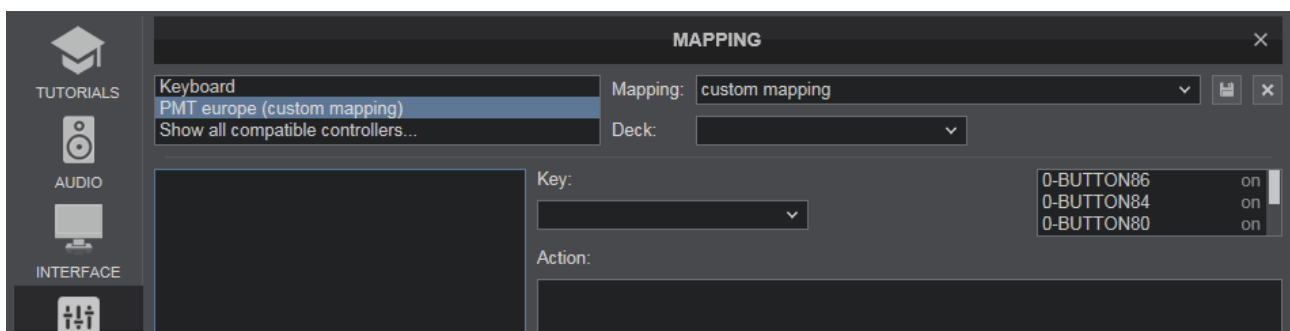 MAPPING
TUTORIALS
AUDIO
INTERFACE
Keyboard
PMT europe (custom mapping)
Show all compatible controllers...
Mapping: custom mapping
Deck:
Key:
0-BUTTON86 on
0-BUTTON84 on
0-BUTTON80 on
Action: